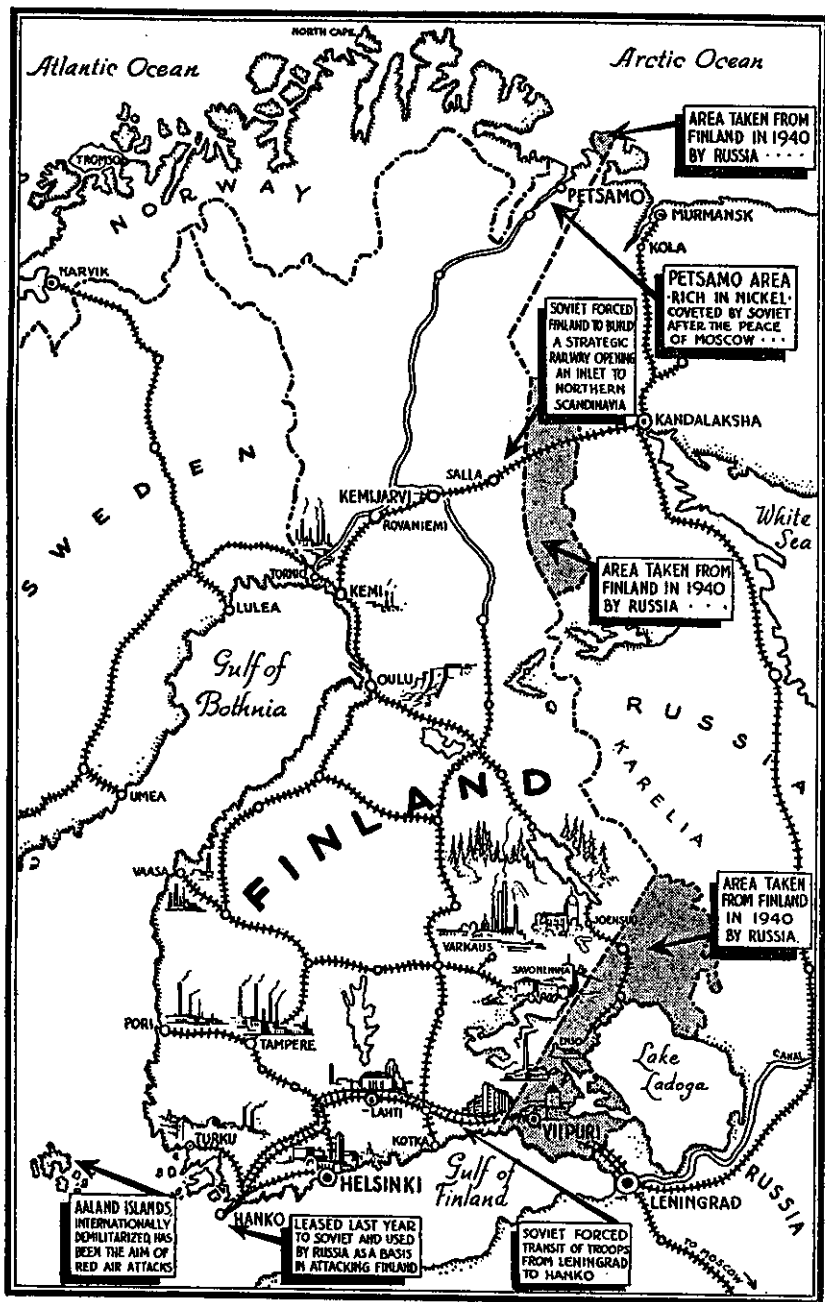 NORTH CAPE
Atlantic Ocean
Arctic Ocean
AREA TAKEN FROM
FINLAND IN 1940
BY RUSSIA ....
TROMSO
NORWAY
PETSAMO
MURMANSK
KOLA
NARVIK
PETSAMO AREA
·RICH IN NICKEL·
COVETED BY SOVIET
AFTER THE PEACE
OF MOSCOW ...
SOVIET FORCED
FINLAND TO BUILD
A STRATEGIC
RAILWAY OPENING
AN INLET TO
NORTHERN
SCANDINAVIA
KANDALAKSHA
SWEDEN
SALLA
KEMIJARVI
ROVANIEMI
White
Sea
TORNIO
KEMI
AREA TAKEN FROM
FINLAND IN 1940
BY RUSSIA ....
LULEA
Gulf of
Bothnia
OULU
RUSSIA
KARELIA
UMEA
FINLAND
VAASA
AREA TAKEN
FROM FINLAND
IN 1940
BY RUSSIA.
JOENSUU
VARKAUS
SAVONLINNA
PORI
TAMPERE
ENSO
Lake
Ladoga
CANAL
LAHTI
VIIPURI
TURKU
KOTKA
HELSINKI
Gulf of
Finland
LENINGRAD
RUSSIA
HANKO
AALAND ISLANDS,
INTERNATIONALLY
DEMILITARIZED, HAS
BEEN THE AIM OF
RED AIR ATTACKS
LEASED LAST YEAR
TO SOVIET AND USED
BY RUSSIA AS A BASIS
IN ATTACKING FINLAND
SOVIET FORCED
TRANSIT OF TROOPS
FROM LENINGRAD
TO HANKO ·
TO MOSCOW